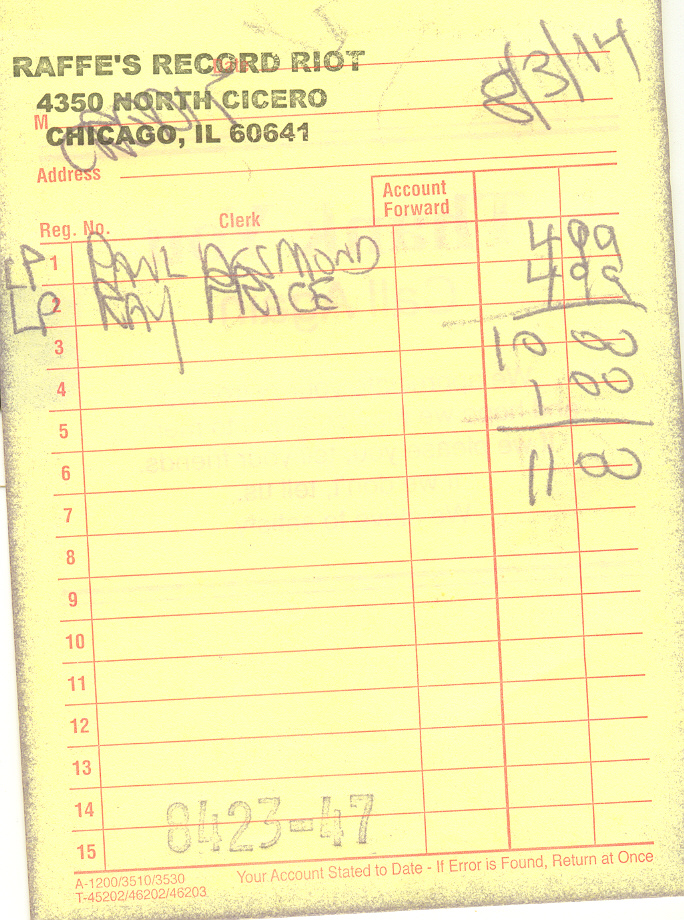 RAFFE'S RECORD RIOT
Date 8/3/14
4350 NORTH CICERO
M
CHICAGO, IL 60641
Address
Account Forward
Reg. No. Clerk
LP 1 PAUL DESMOND 4 99
LP 2 RAY PRICE 4 99
3 10 00
4 1 00
5
6 11 00
7
8
9
10
11
12
13
14
8423-47
15
A-1200/3510/3530
T-45202/46202/46203
Your Account Stated to Date - If Error is Found, Return at Once